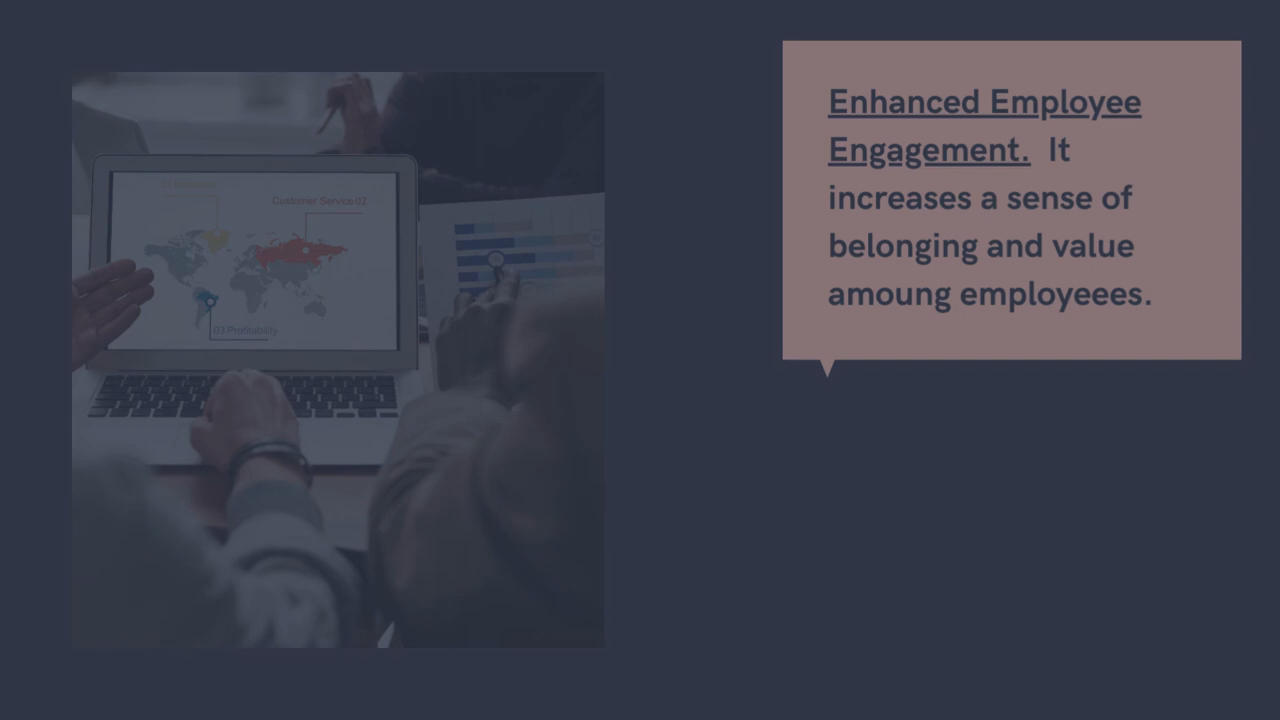 Customer Service 02
03 Profitability
Enhanced Employee
Engagement. It
increases a sense of
belonging and value
amoung employeees.